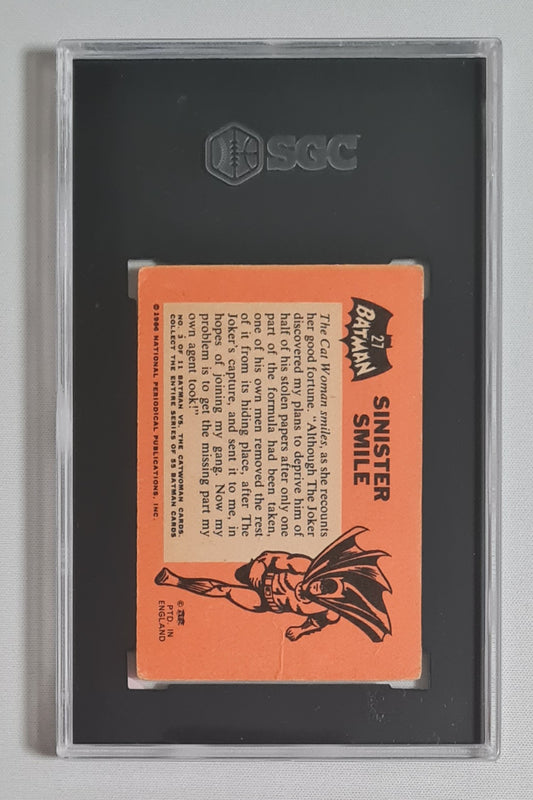 SGC
27
BATMAN
SINISTER
SMILE
The Cat Woman smiles, as she recounts
her good fortune. "Although The Joker
discovered my plans to deprive him of
half of his stolen papers after only one
part of the formula had been taken,
one of his own men removed the rest
of it from its hiding place, after The
Joker's capture, and sent it to me, in
hopes of joining my gang. Now my
problem is to get the missing part my
own agent took!"
NO. 5 OF 11 BATMAN VS. THE CATWOMAN CARDS.
COLLECT THE ENTIRE SERIES OF 55 BATMAN CARDS
© 1966 NATIONAL PERIODICAL PUBLICATIONS, INC.
PTD. IN
ENGLAND